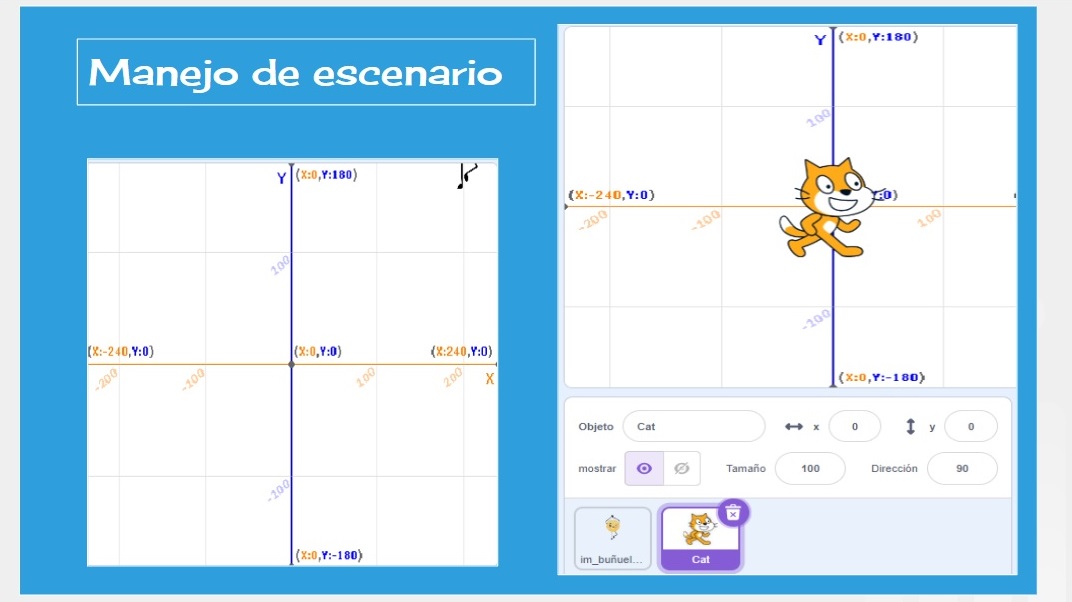 Manejo de escenario
Y (X:0,Y:180)
100
(X:-240,Y:0) (X:0,Y:0) (X:240,Y:0)
-200 -100 100 200 X
-100
(X:0,Y:-180)
Y (X:0,Y:180)
100
(X:-240,Y:0) Y:0)
-200 -100 100
-100
(X:0,Y:-180)
Objeto Cat x 0 y 0
mostrar Tamaño 100 Dirección 90
im_buñuel... Cat